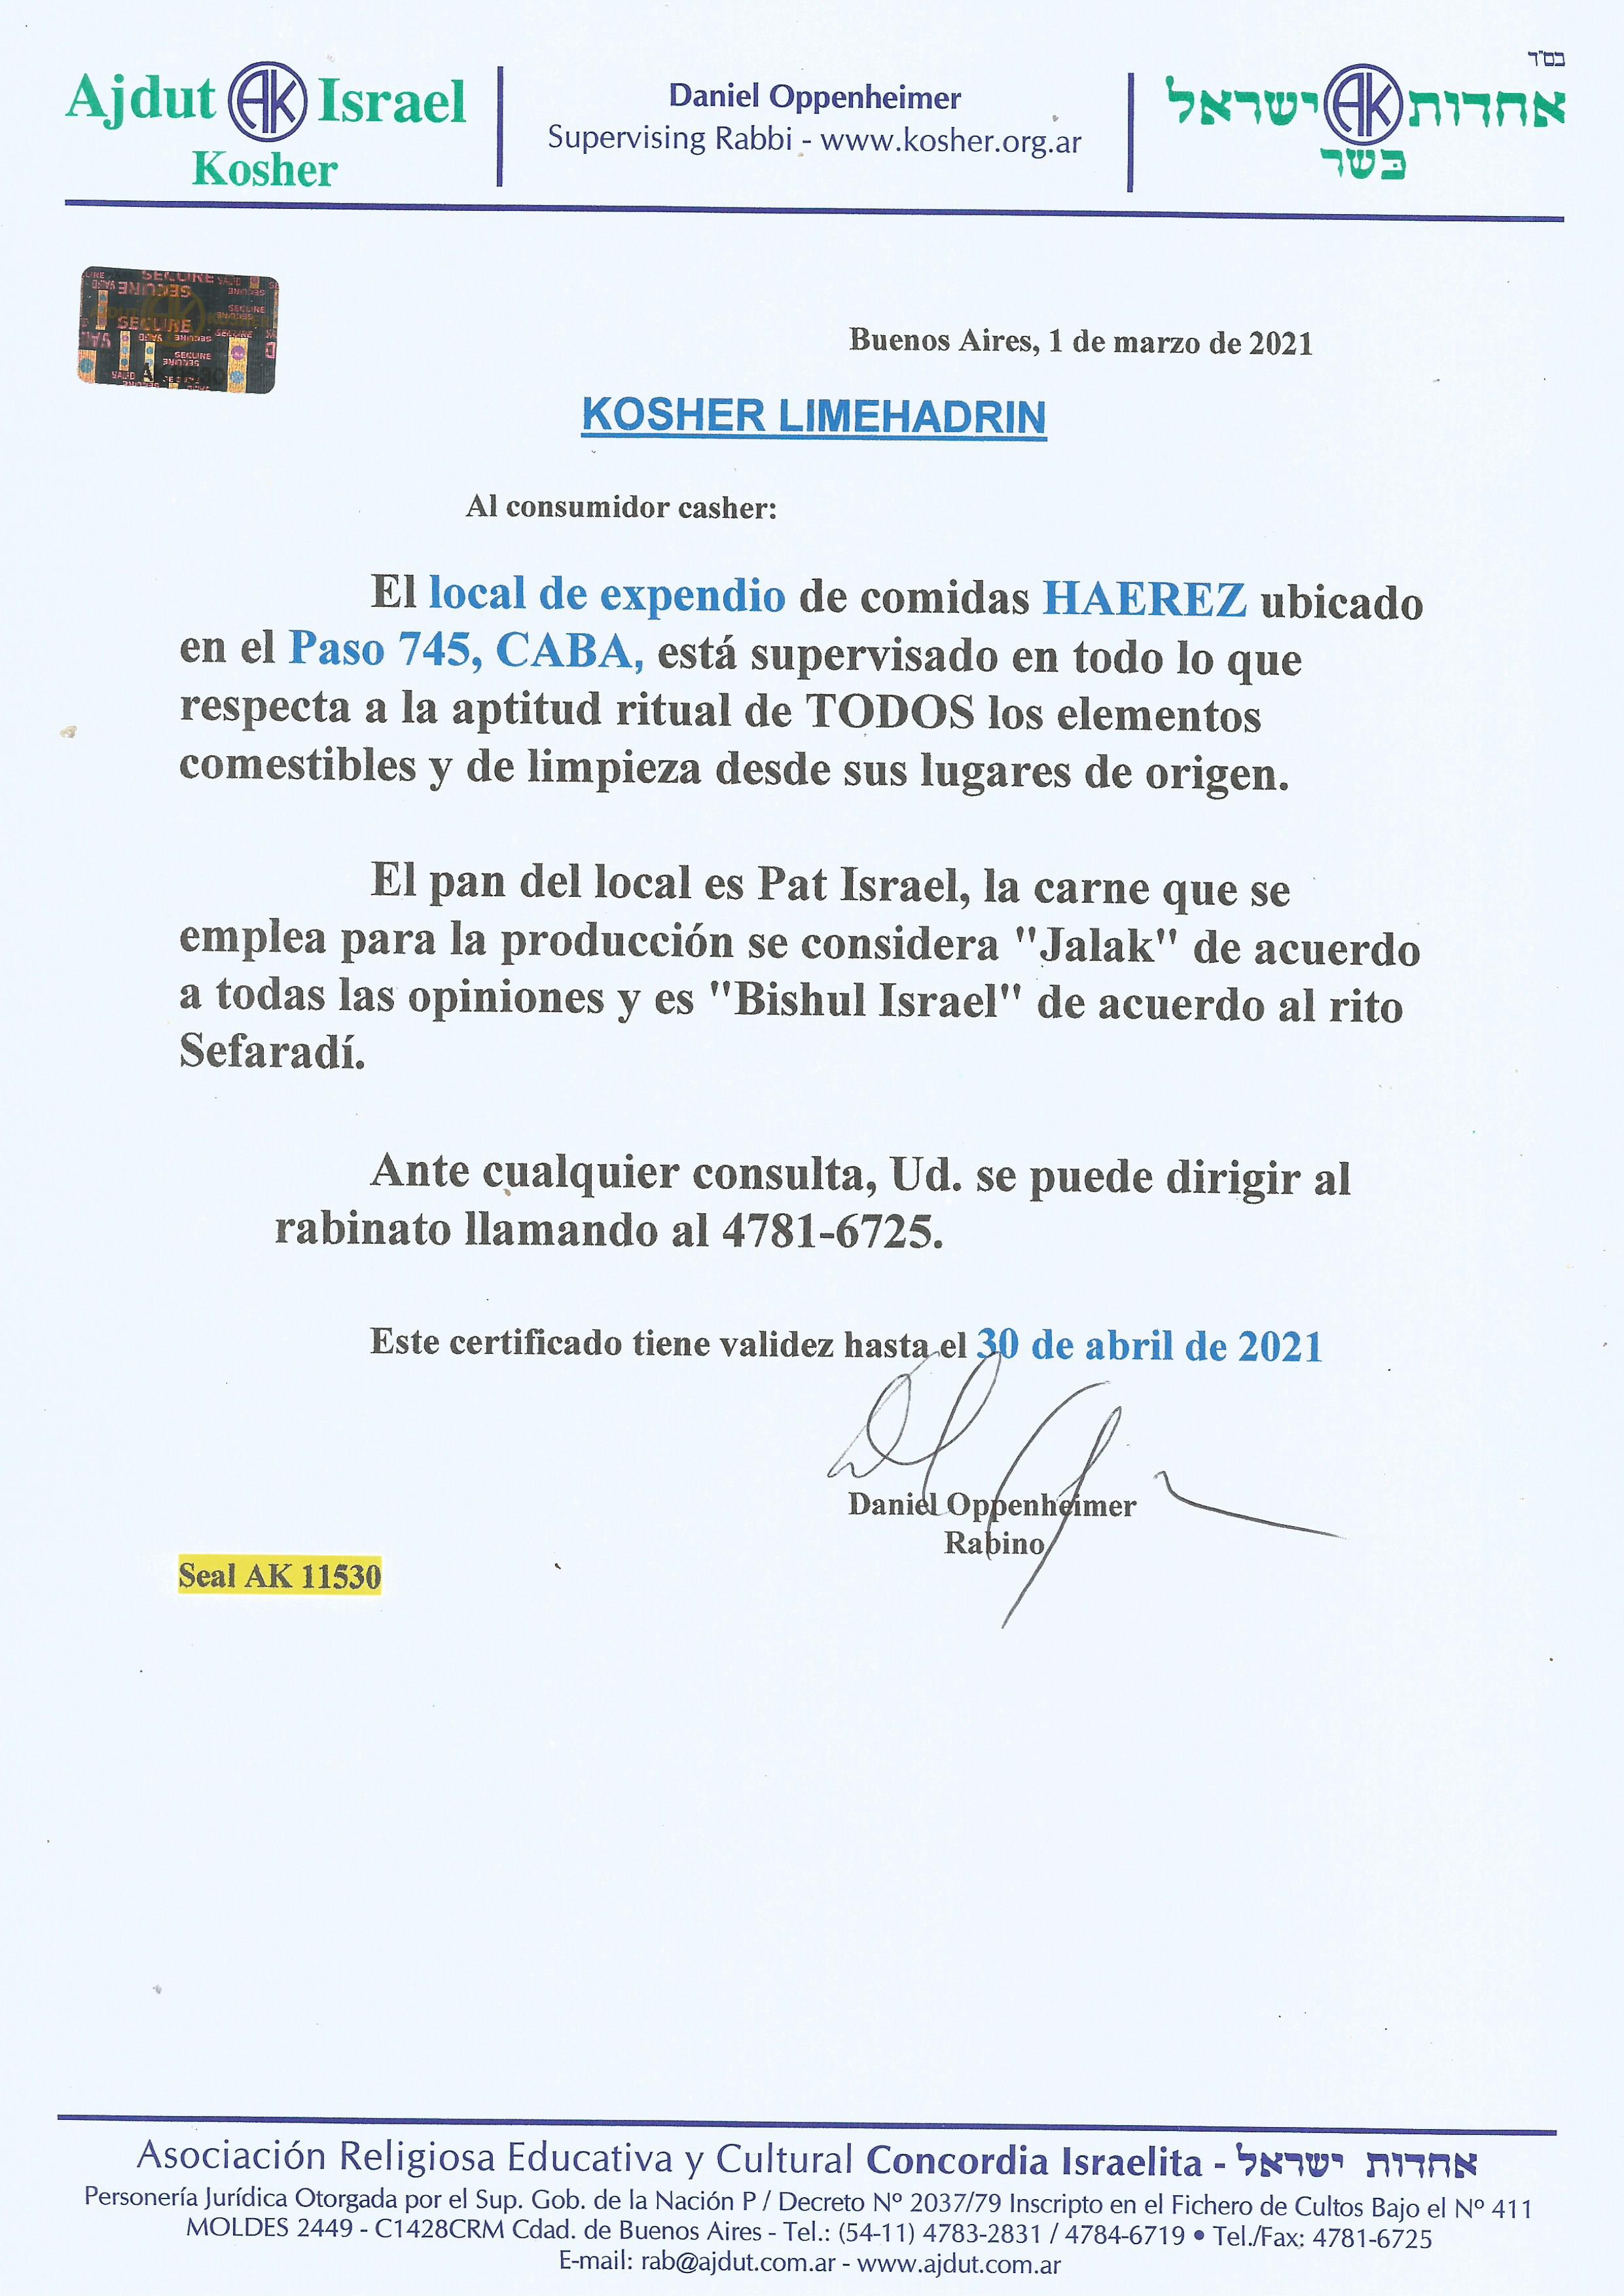 בס"ד
Ajdut AK Israel
Kosher
Daniel Oppenheimer
Supervising Rabbi - www.kosher.org.ar
אחדות AK ישראל
כשר
SECURE
Buenos Aires, 1 de marzo de 2021
KOSHER LIMEHADRIN
Al consumidor casher:
El local de expendio de comidas HAEREZ ubicado
en el Paso 745, CABA, está supervisado en todo lo que
respecta a la aptitud ritual de TODOS los elementos
comestibles y de limpieza desde sus lugares de origen.
El pan del local es Pat Israel, la carne que se
emplea para la producción se considera "Jalak" de acuerdo
a todas las opiniones y es "Bishul Israel" de acuerdo al rito
Sefaradí.
Ante cualquier consulta, Ud. se puede dirigir al
rabinato llamando al 4781-6725.
Este certificado tiene validez hasta el 30 de abril de 2021
Daniel Oppenheimer
Rabino
Seal AK 11530
Asociación Religiosa Educativa y Cultural Concordia Israelita - אחדות ישראל
Personería Jurídica Otorgada por el Sup. Gob. de la Nación P / Decreto Nº 2037/79 Inscripto en el Fichero de Cultos Bajo el Nº 411
MOLDES 2449 - C1428CRM Cdad. de Buenos Aires - Tel.: (54-11) 4783-2831 / 4784-6719 • Tel./Fax: 4781-6725
E-mail: rab@ajdut.com.ar - www.ajdut.com.ar